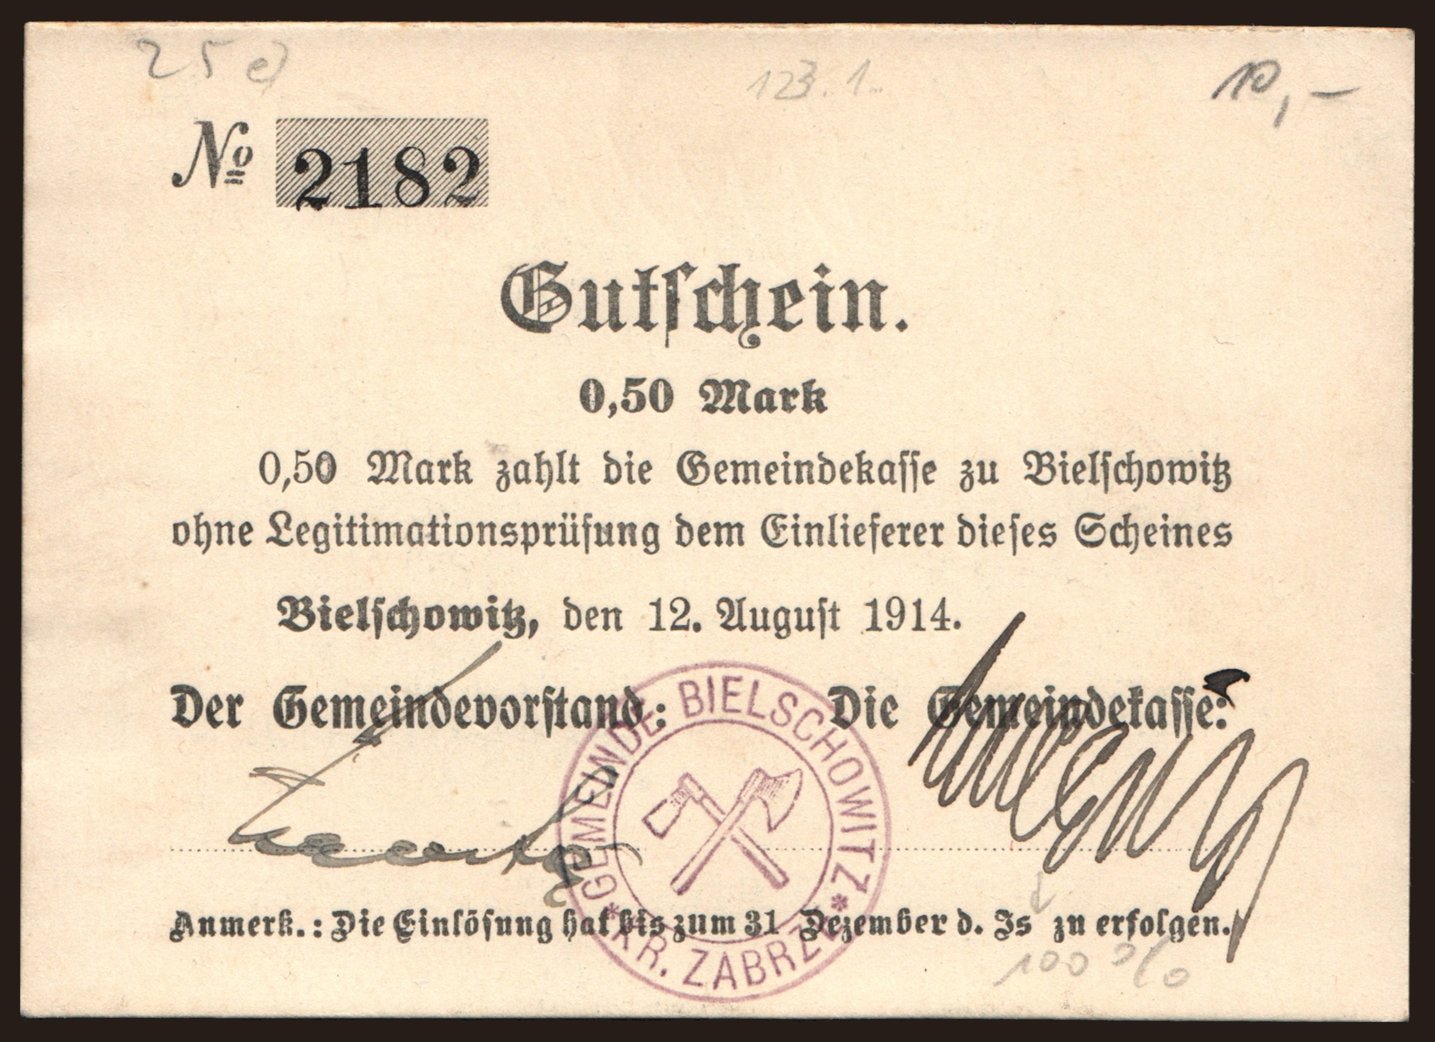 25 e)
123.1.
10,-
No 2182
Gutschein.
0,50 Mark
0,50 Mark zahlt die Gemeindekasse zu Bielschowitz
ohne Legitimationsprüfung dem Einlieferer dieses Scheines
Bielschowitz, den 12. August 1914.
Der Gemeindevorstand: Die Gemeindekasse:
GEMEINDE BIELSCHOWITZ
* KR. ZABRZE *
Anmerk.: Die Einlösung hat bis zum 31 Dezember d. Js zu erfolgen.
100 %